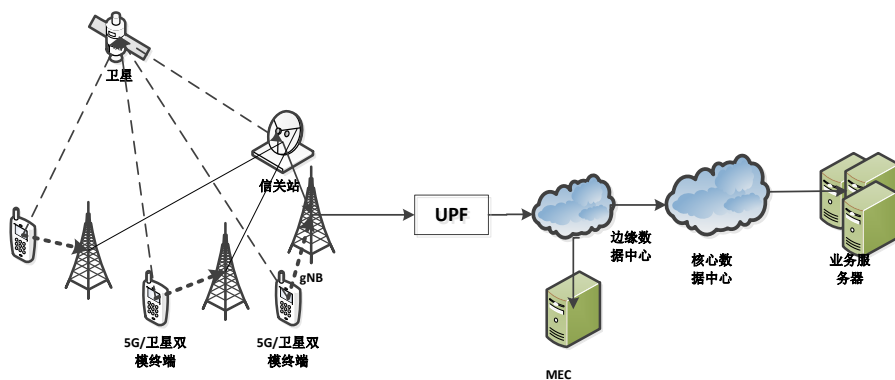 卫星
信关站
UPF
边缘数
据中心
核心数
据中心
业务服
务器
gNB
5G/卫星双
模终端
5G/卫星双
模终端
MEC